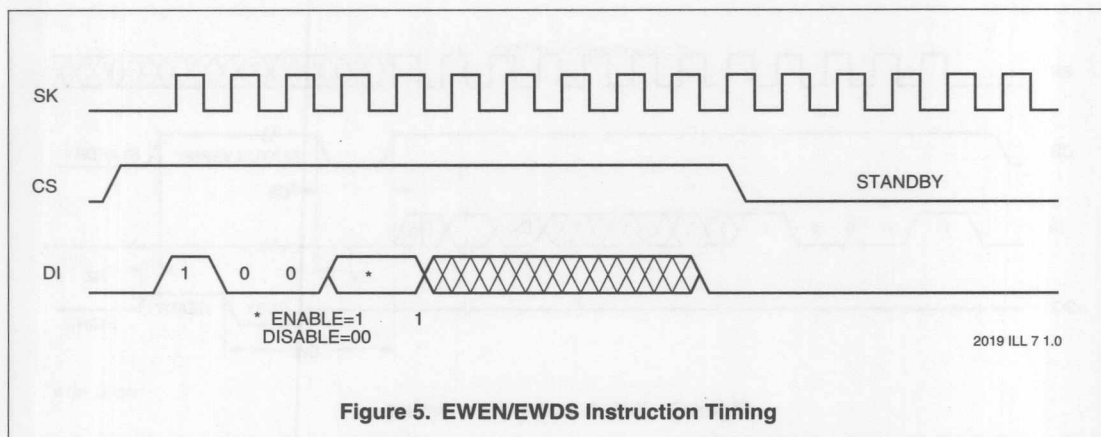 SK
CS
STANDBY
DI
1 0 0 *
* ENABLE=1 1
DISABLE=00
2019 ILL 7 1.0
Figure 5. EWEN/EWDS Instruction Timing